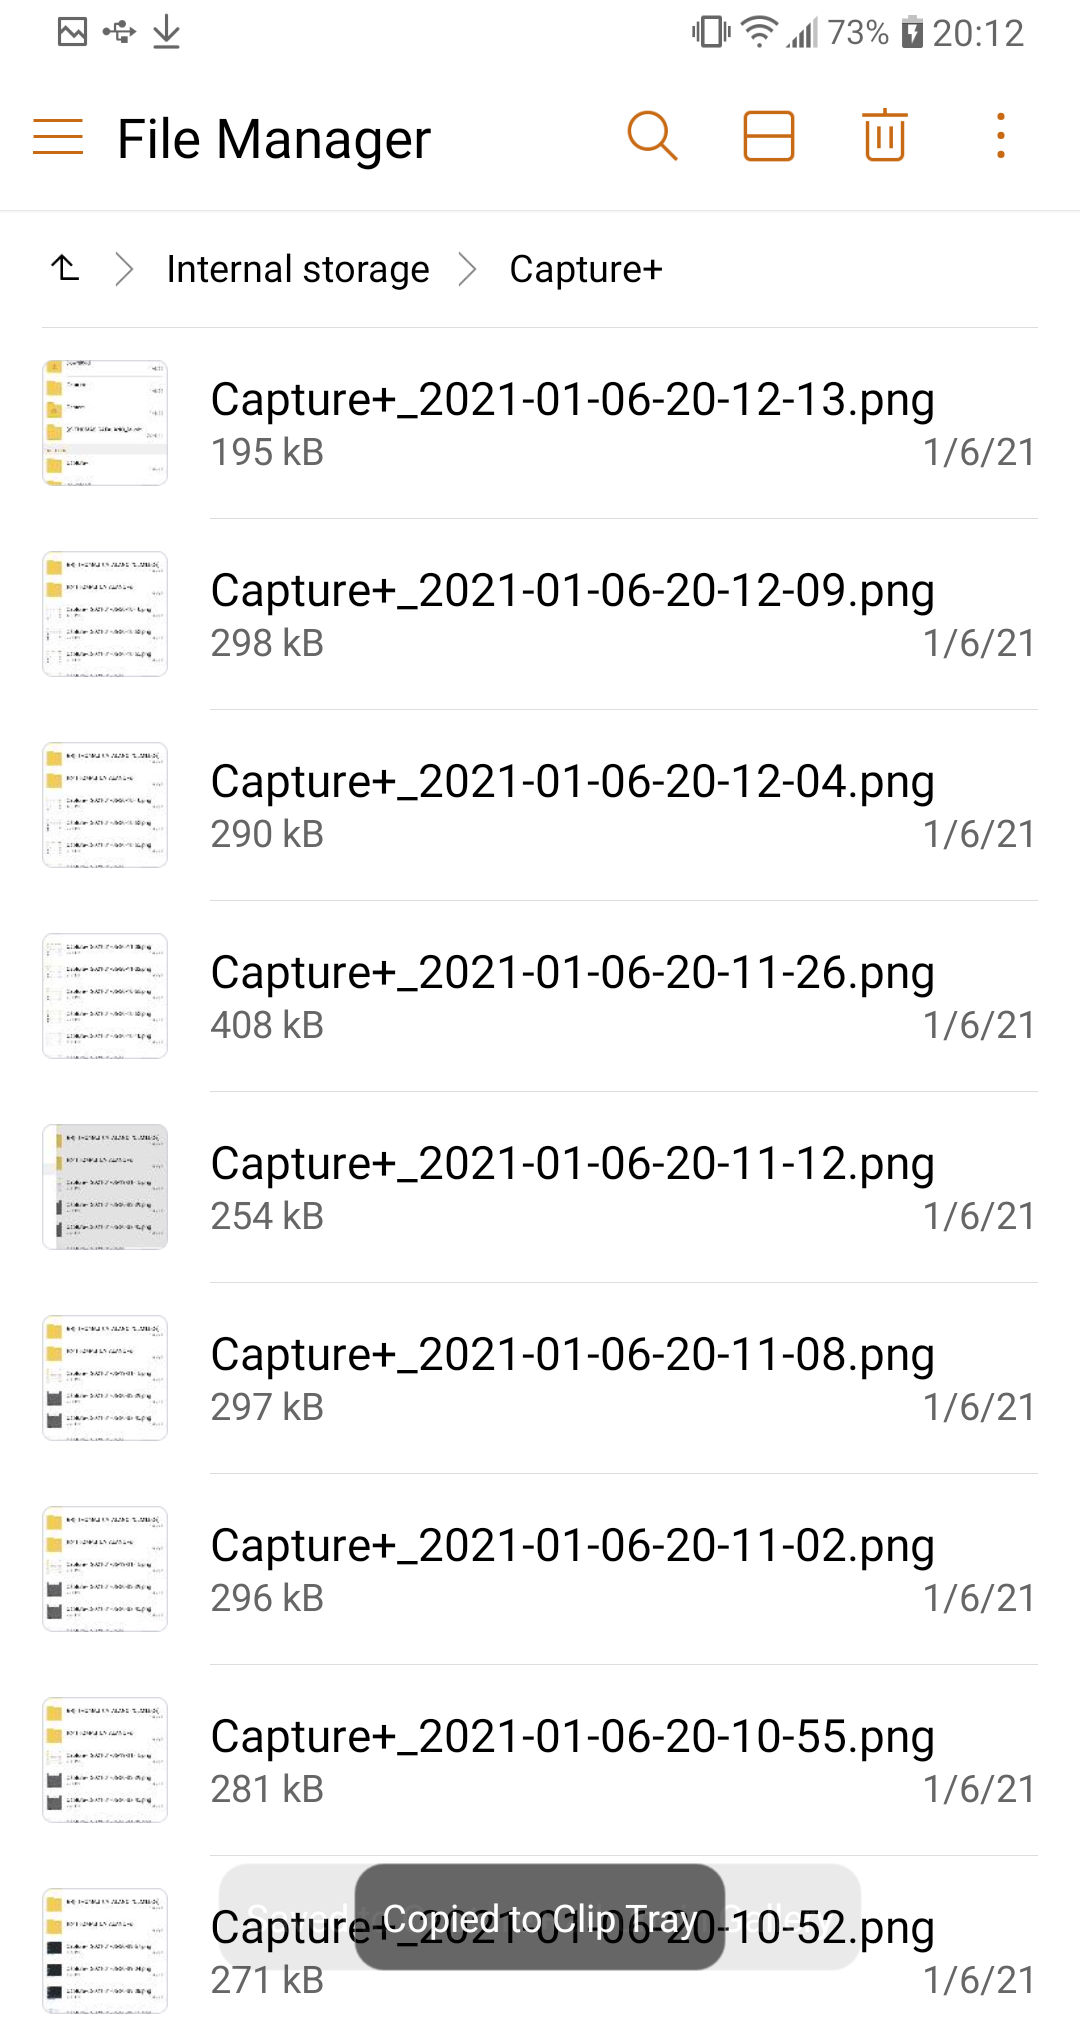 73% 20:12
File Manager
Internal storage Capture+
Capture+_2021-01-06-20-12-13.png
195 kB 1/6/21
Capture+_2021-01-06-20-12-09.png
298 kB 1/6/21
Capture+_2021-01-06-20-12-04.png
290 kB 1/6/21
Capture+_2021-01-06-20-11-26.png
408 kB 1/6/21
Capture+_2021-01-06-20-11-12.png
254 kB 1/6/21
Capture+_2021-01-06-20-11-08.png
297 kB 1/6/21
Capture+_2021-01-06-20-11-02.png
296 kB 1/6/21
Capture+_2021-01-06-20-10-55.png
281 kB 1/6/21
Capture+_2021-01-06-20-10-52.png
Copied to Clip Tray
271 kB 1/6/21